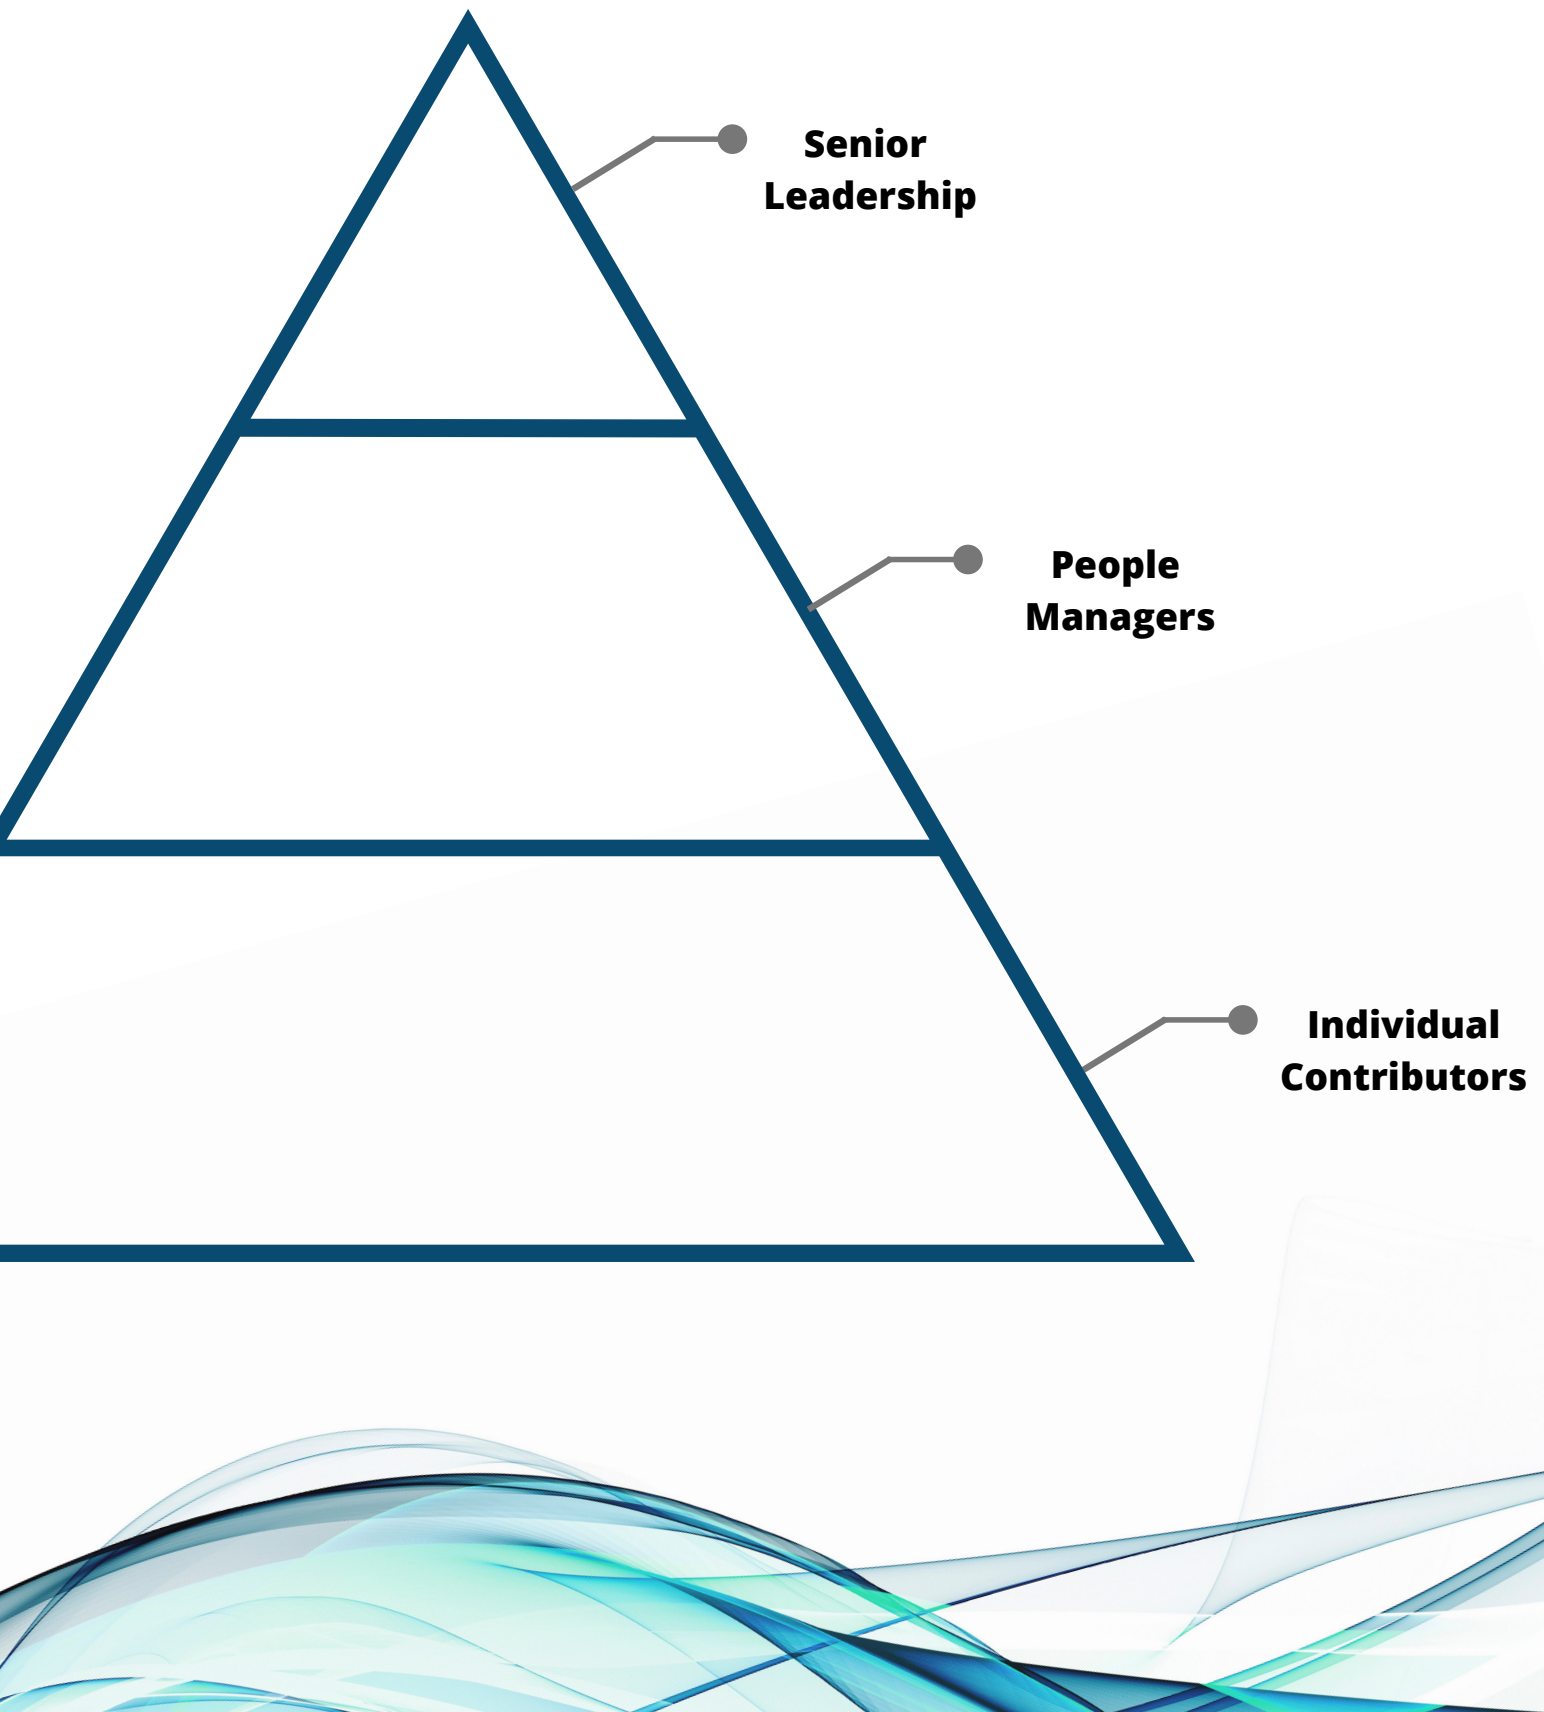 Senior
Leadership
People
Managers
Individual
Contributors